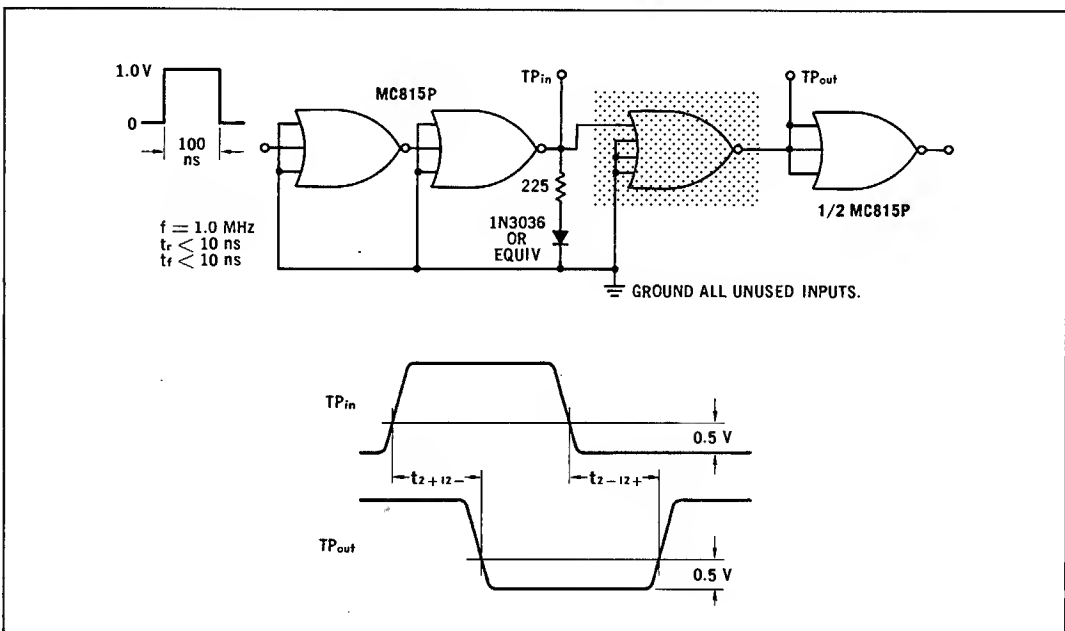 1.0 V
0
100
ns
MC815P
TPin
TPout
225
1N3036
OR
EQUIV
1/2 MC815P
f = 1.0 MHz
tr < 10 ns
tf < 10 ns
GROUND ALL UNUSED INPUTS.
TPin
0.5 V
t2+12-
t2-12+
TPout
0.5 V